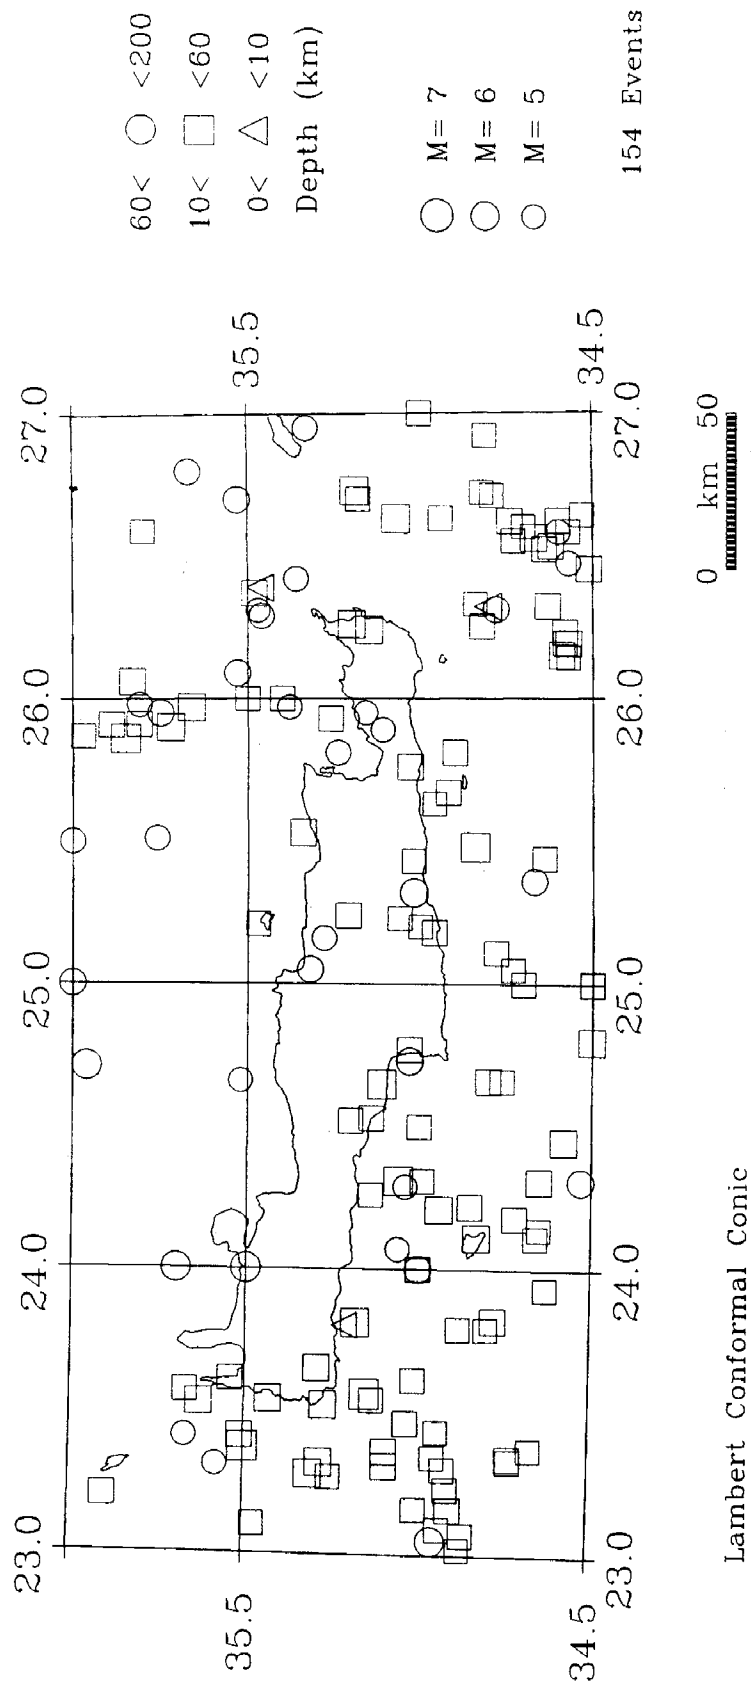 23.0
24.0
25.0
26.0
27.0
35.5
35.5
34.5
34.5
23.0
24.0
25.0
26.0
27.0
60< <200
10< <60
0< <10
Depth (km)
M= 7
M= 6
M= 5
154 Events
Lambert Conformal Conic
0 km 50